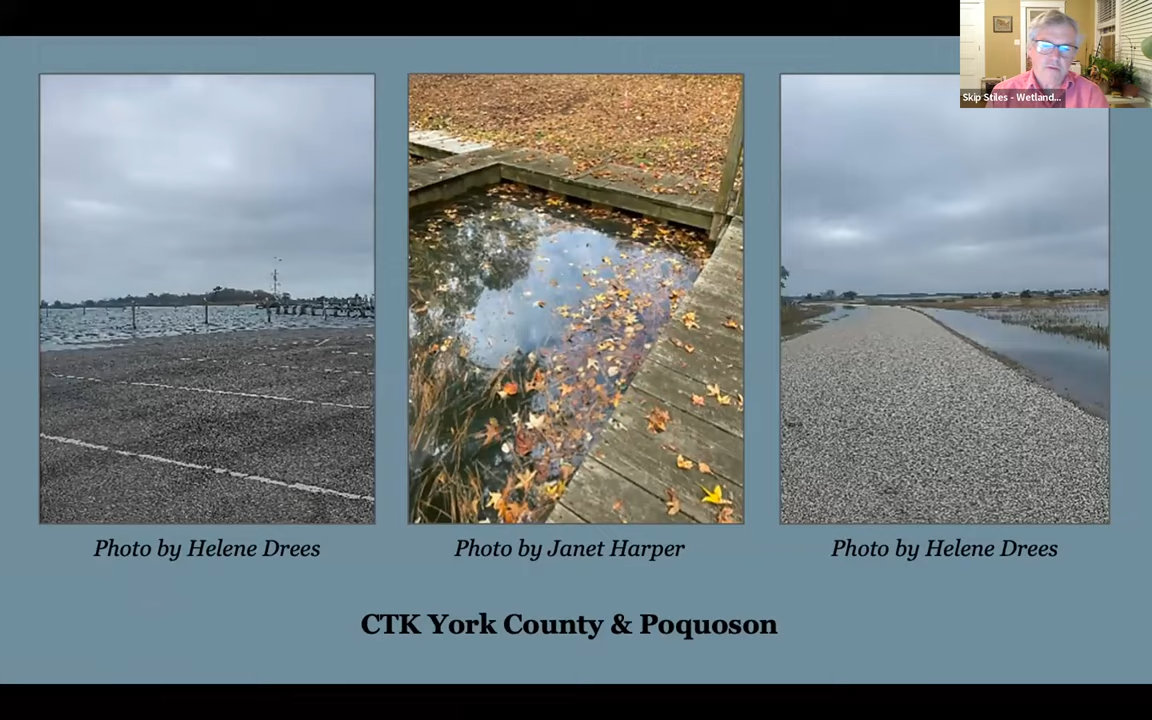 Skip Stiles - Wetland...
Photo by Helene Drees
Photo by Janet Harper
Photo by Helene Drees
CTK York County & Poquoson